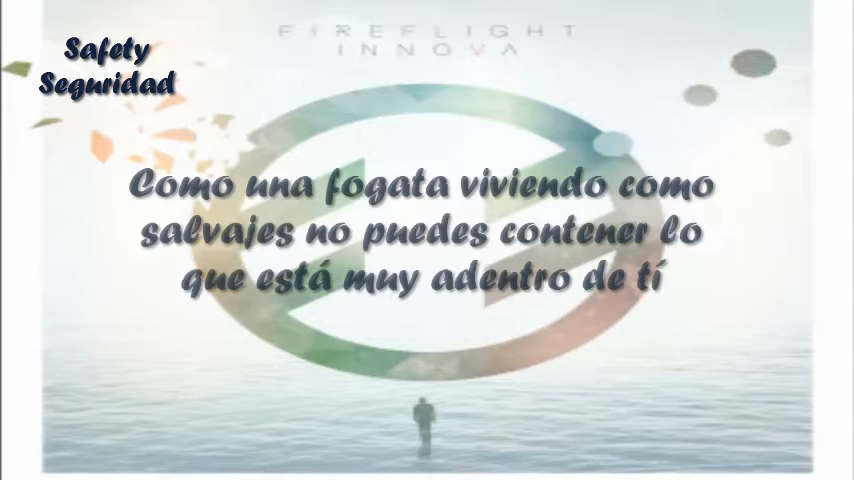 FIREFLIGHT
INNOVA
Safety
Seguridad
Como una fogata viviendo como
salvajes no puedes contener lo
que está muy adentro de tí